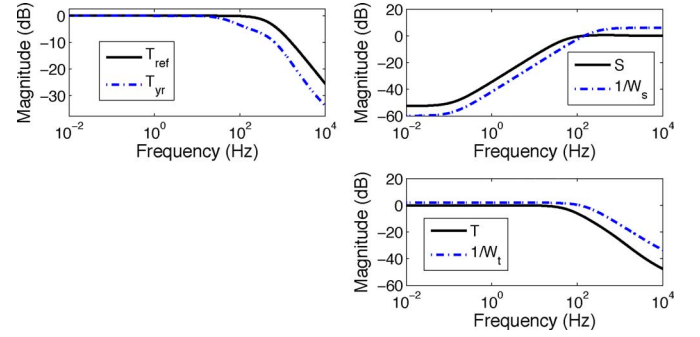 Magnitude (dB)
0
−10
−20
−30
T_ref
T_yr
10^-2 10^0 10^2 10^4
Frequency (Hz)
Magnitude (dB)
20
0
−20
−40
−60
S
1/W_s
10^-2 10^0 10^2 10^4
Frequency (Hz)
Magnitude (dB)
20
0
−20
−40
−60
T
1/W_t
10^-2 10^0 10^2 10^4
Frequency (Hz)